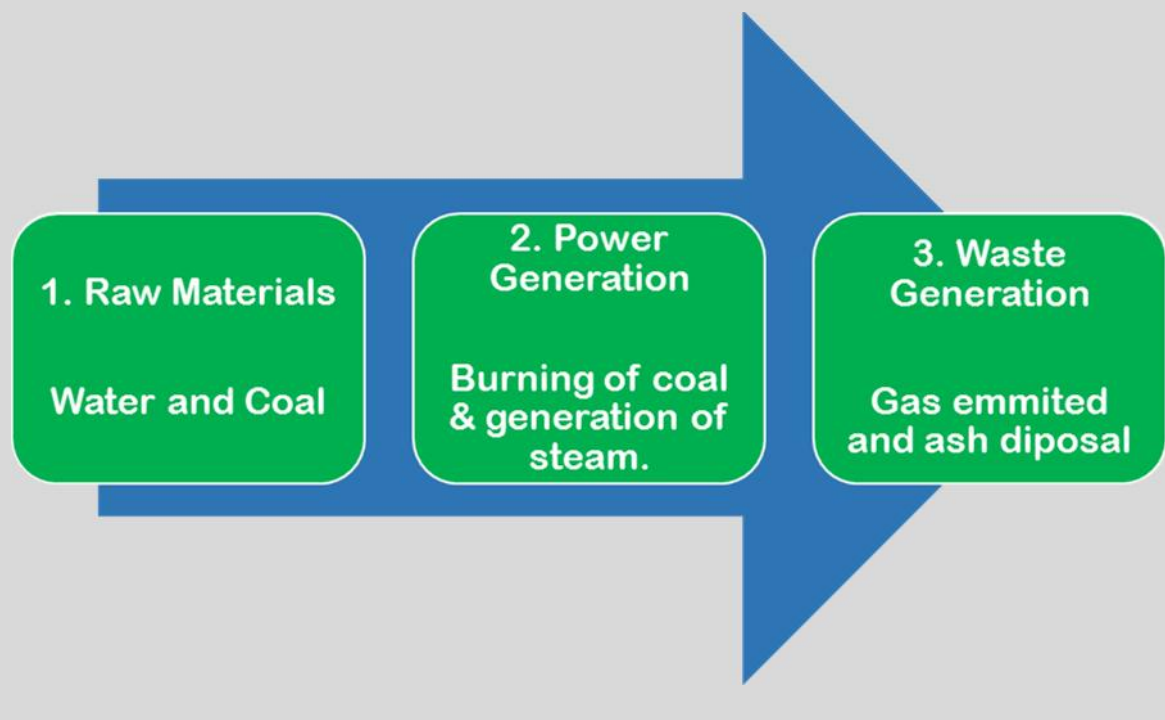 1. Raw Materials
Water and Coal
2. Power
Generation
Burning of coal
& generation of
steam.
3. Waste
Generation
Gas emmited
and ash diposal